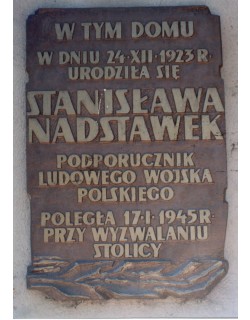 W TYM DOMU
W DNIU 24·XII·1923 R·
URODZIŁA SIĘ
STANISŁAWA
NADSTAWEK
PODPORUCZNIK
LUDOWEGO WOJSKA
POLSKIEGO
POLEGŁA 17·I·1945 R·
PRZY WYZWALANIU
STOLICY